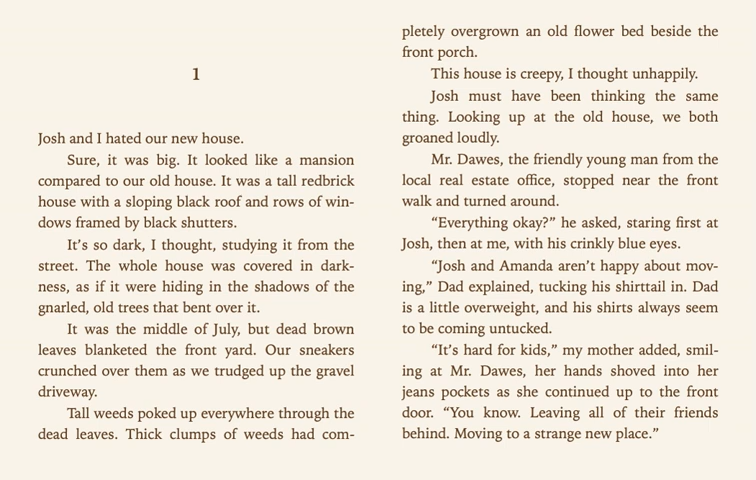 1
Josh and I hated our new house.
Sure, it was big. It looked like a mansion
compared to our old house. It was a tall redbrick
house with a sloping black roof and rows of win-
dows framed by black shutters.
It’s so dark, I thought, studying it from the
street. The whole house was covered in dark-
ness, as if it were hiding in the shadows of the
gnarled, old trees that bent over it.
It was the middle of July, but dead brown
leaves blanketed the front yard. Our sneakers
crunched over them as we trudged up the gravel
driveway.
Tall weeds poked up everywhere through the
dead leaves. Thick clumps of weeds had com-
pletely overgrown an old flower bed beside the
front porch.
This house is creepy, I thought unhappily.
Josh must have been thinking the same
thing. Looking up at the old house, we both
groaned loudly.
Mr. Dawes, the friendly young man from the
local real estate office, stopped near the front
walk and turned around.
“Everything okay?” he asked, staring first at
Josh, then at me, with his crinkly blue eyes.
“Josh and Amanda aren’t happy about mov-
ing,” Dad explained, tucking his shirttail in. Dad
is a little overweight, and his shirts always seem
to be coming untucked.
“It’s hard for kids,” my mother added, smil-
ing at Mr. Dawes, her hands shoved into her
jeans pockets as she continued up to the front
door. “You know. Leaving all of their friends
behind. Moving to a strange new place.”